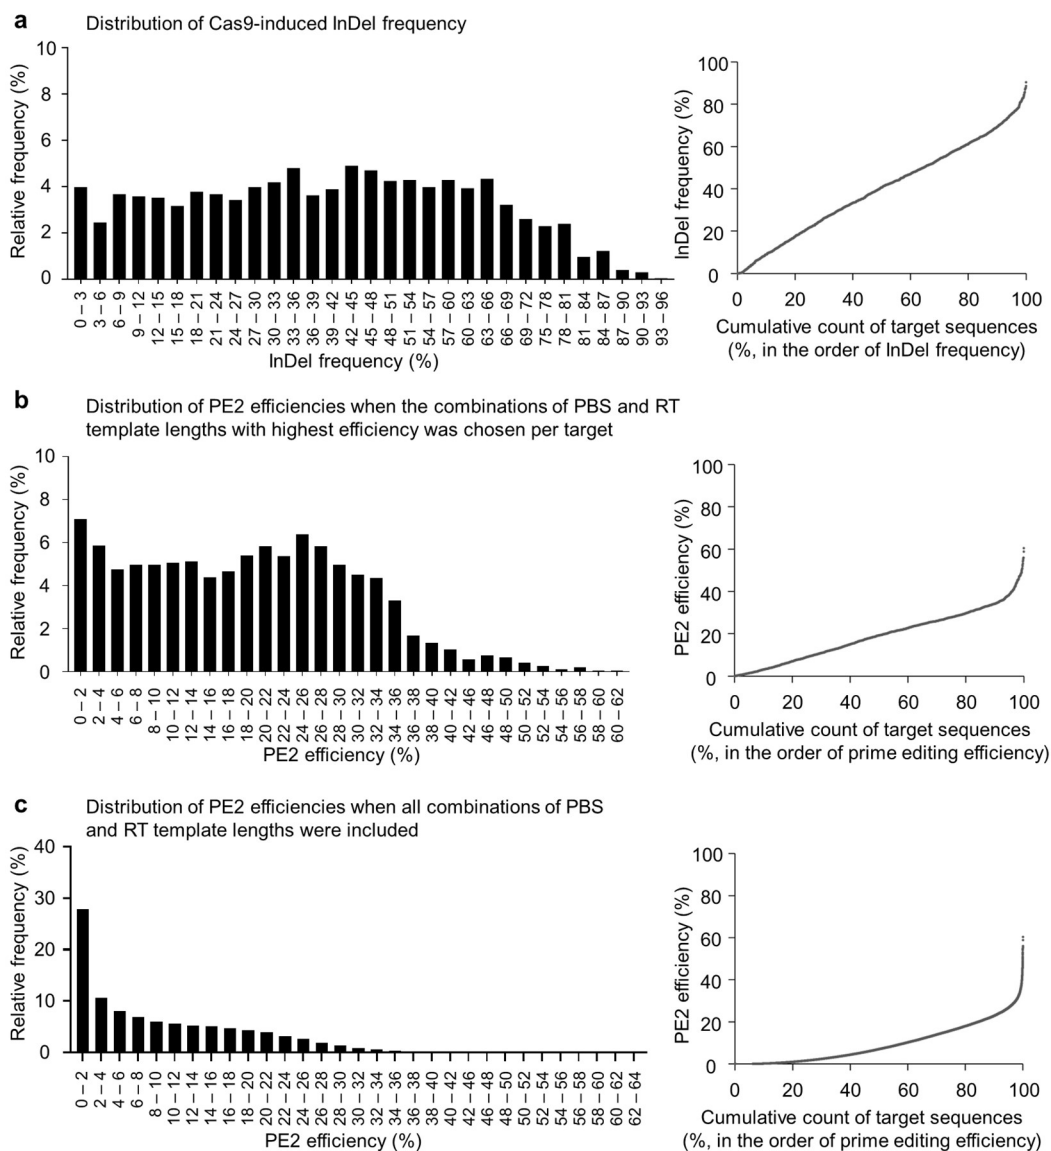 a
Distribution of Cas9-induced InDel frequency
Relative frequency (%)
10
8
6
4
2
0
0 – 3
3 – 6
6 – 9
9 – 12
12 – 15
15 – 18
18 – 21
21 – 24
24 – 27
27 – 30
30 – 33
33 – 36
36 – 39
39 – 42
42 – 45
45 – 48
48 – 51
51 – 54
54 – 57
57 – 60
60 – 63
63 – 66
66 – 69
69 – 72
75 – 78
78 – 81
81 – 84
84 – 87
87 – 90
90 – 93
93 – 96
InDel frequency (%)
InDel frequency (%)
100
80
60
40
20
0
0 20 40 60 80 100
Cumulative count of target sequences
(%, in the order of InDel frequency)
b
Distribution of PE2 efficiencies when the combinations of PBS and RT
template lengths with highest efficiency was chosen per target
Relative frequency (%)
10
8
6
4
2
0
0 – 2
2 – 4
4 – 6
6 – 8
8 – 10
10 – 12
12 – 14
14 – 16
16 – 18
18 – 20
20 – 22
22 – 24
24 – 26
26 – 28
28 – 30
30 – 32
32 – 34
34 – 36
36 – 38
38 – 40
40 – 42
42 – 46
46 – 48
48 – 50
50 – 52
52 – 54
54 – 56
56 – 58
58 – 60
60 – 62
PE2 efficiency (%)
PE2 efficiency (%)
100
80
60
40
20
0
0 20 40 60 80 100
Cumulative count of target sequences
(%, in the order of prime editing efficiency)
c
Distribution of PE2 efficiencies when all combinations of PBS
and RT template lengths were included
Relative frequency (%)
40
30
20
10
0
0 – 2
2 – 4
4 – 6
6 – 8
8 – 10
10 – 12
12 – 14
14 – 16
16 – 18
18 – 20
20 – 22
22 – 24
24 – 26
26 – 28
28 – 30
30 – 32
32 – 34
34 – 36
36 – 38
38 – 40
40 – 42
42 – 46
46 – 48
48 – 50
50 – 52
52 – 54
54 – 56
56 – 58
58 – 60
60 – 62
62 – 64
PE2 efficiency (%)
PE2 efficiency (%)
100
80
60
40
20
0
0 20 40 60 80 100
Cumulative count of target sequences
(%, in the order of prime editing efficiency)